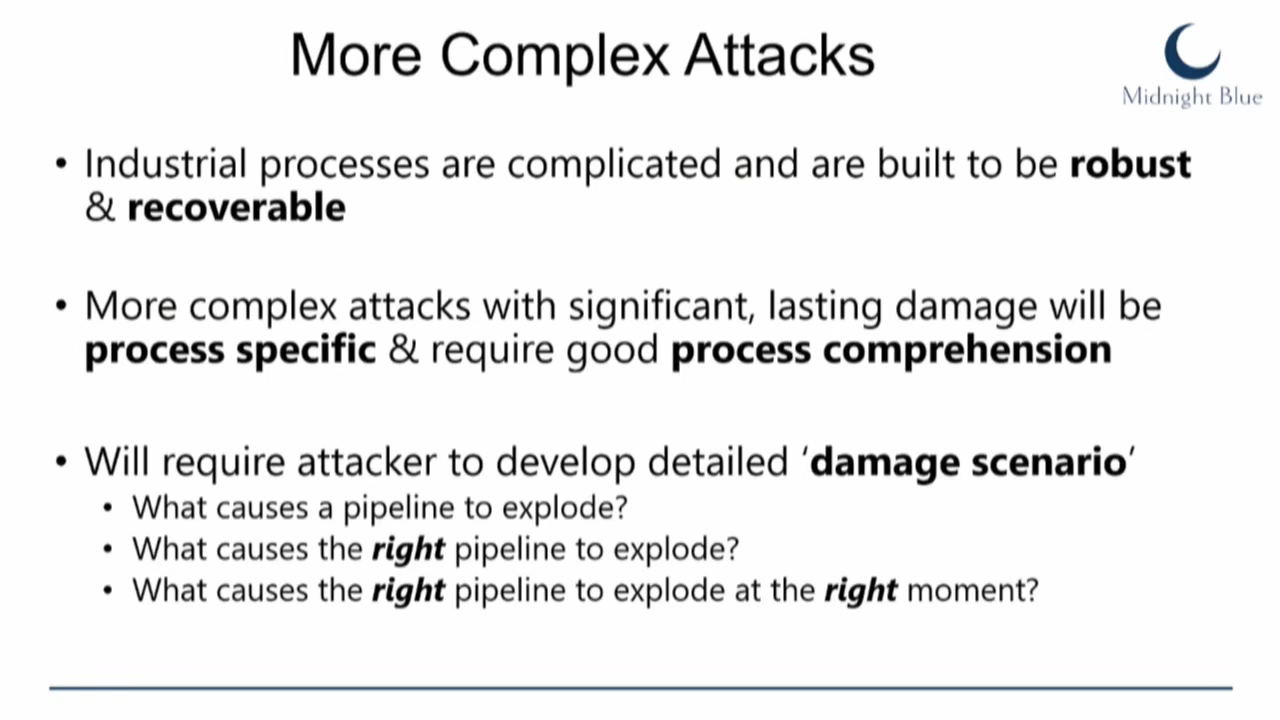 More Complex Attacks
Midnight Blue
• Industrial processes are complicated and are built to be robust
& recoverable
• More complex attacks with significant, lasting damage will be
process specific & require good process comprehension
• Will require attacker to develop detailed ‘damage scenario’
• What causes a pipeline to explode?
• What causes the right pipeline to explode?
• What causes the right pipeline to explode at the right moment?